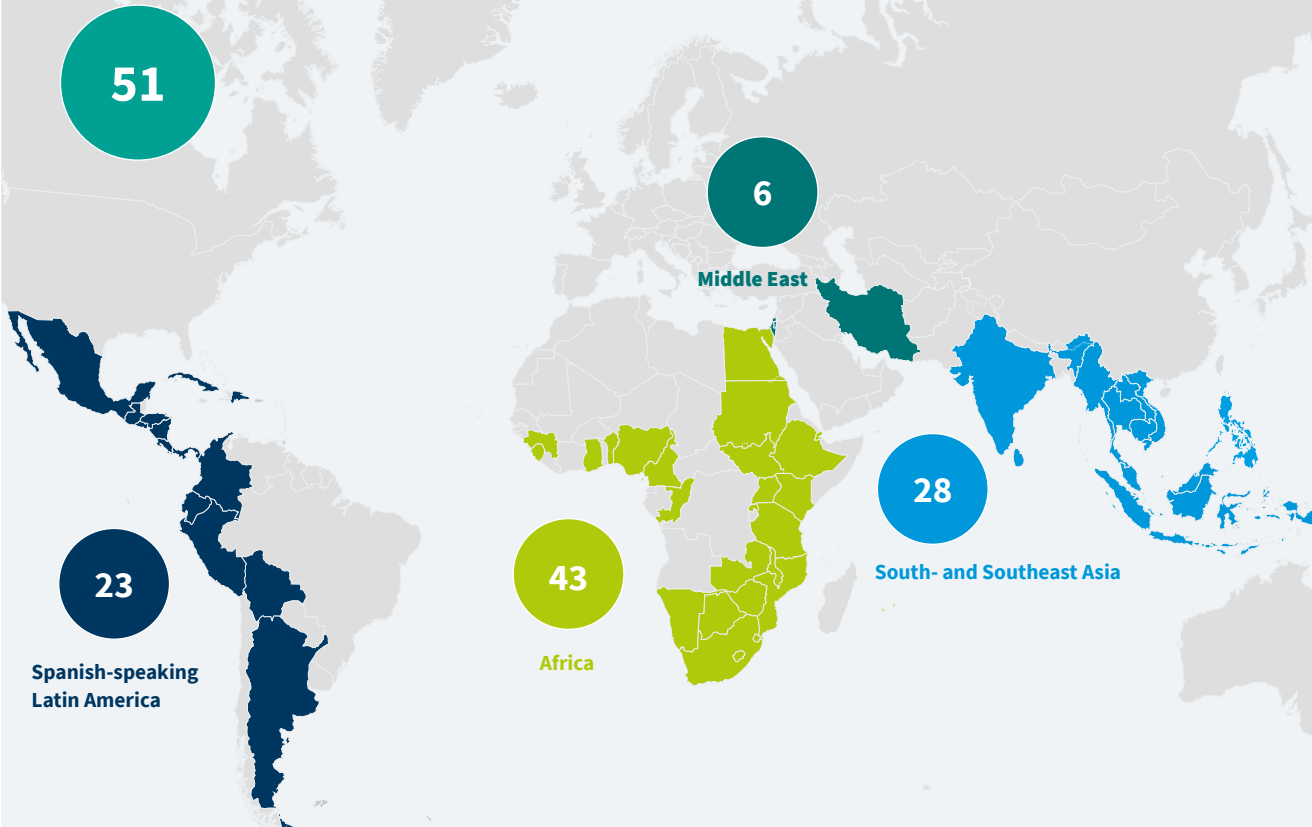 51
6
Middle East
28
South- and Southeast Asia
23
43
Spanish-speaking
Latin America
Africa